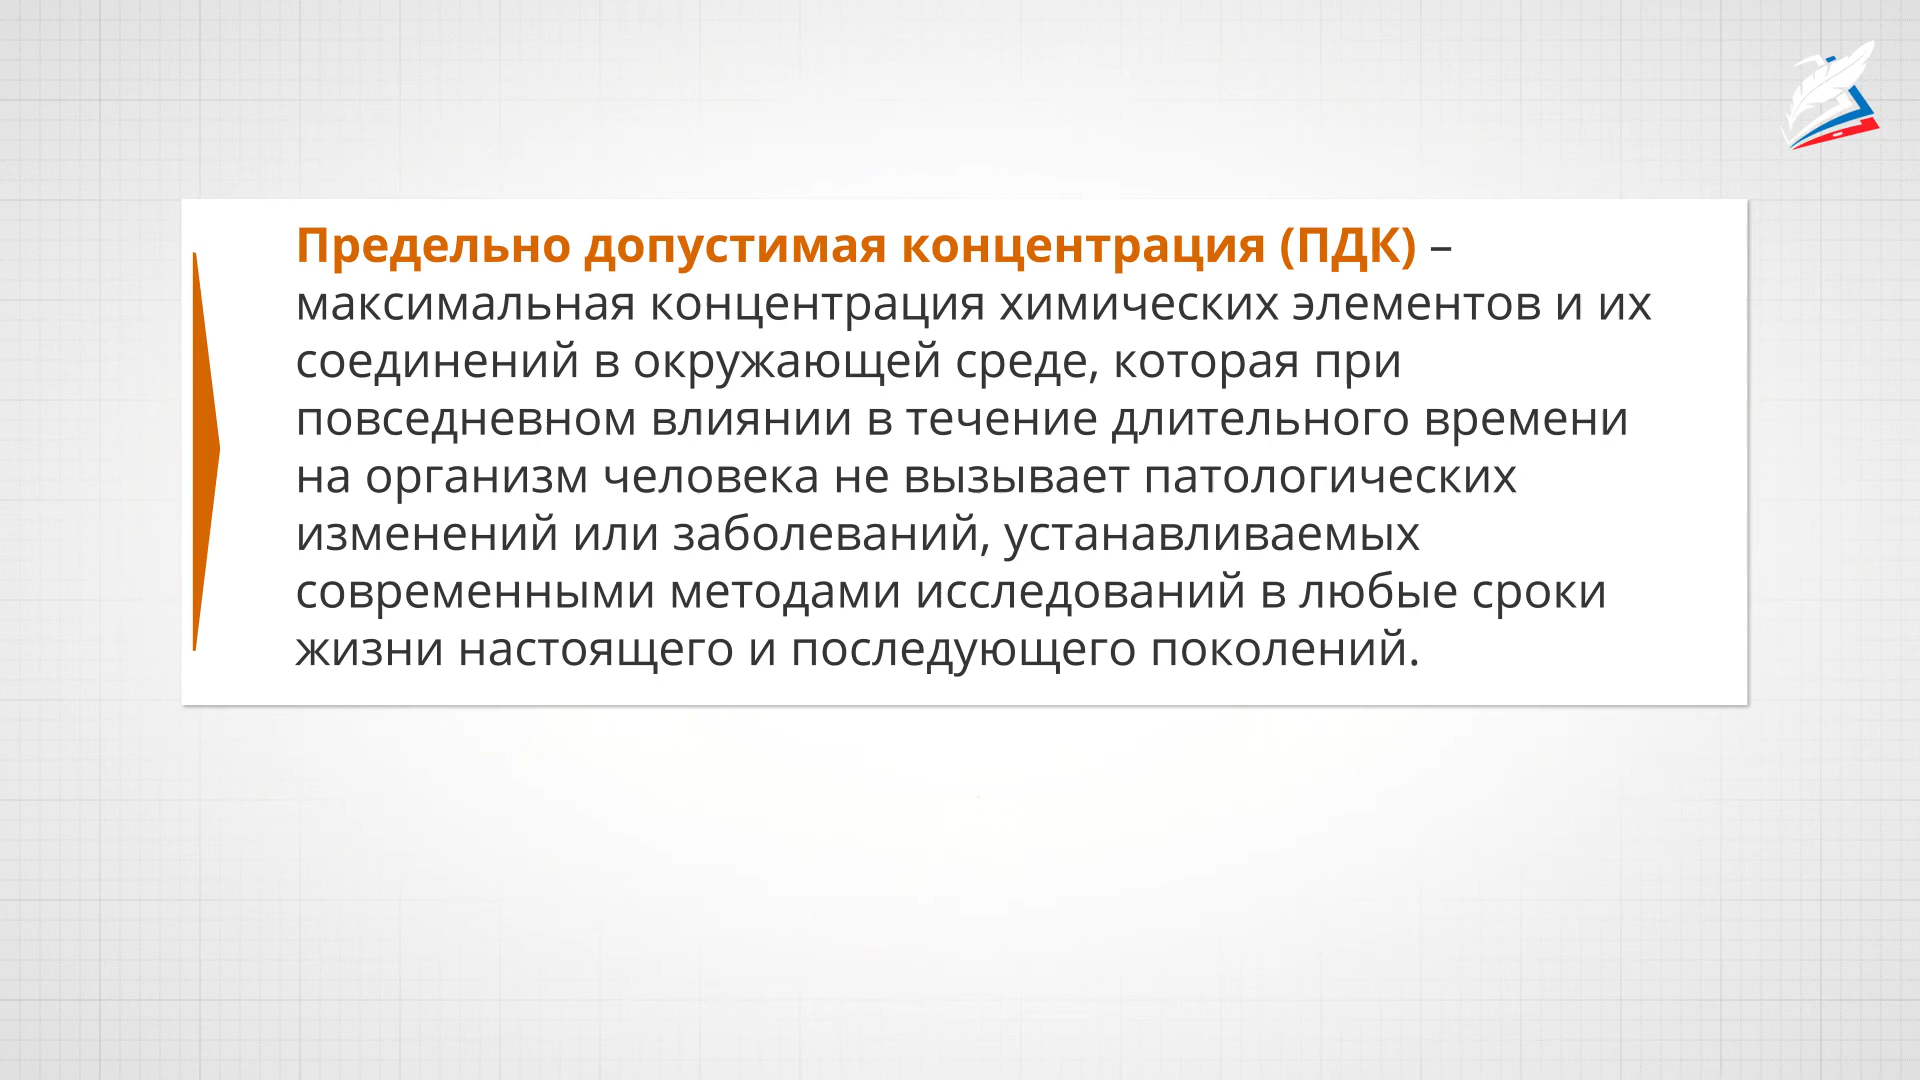 Предельно допустимая концентрация (ПДК) –
максимальная концентрация химических элементов и их
соединений в окружающей среде, которая при
повседневном влиянии в течение длительного времени
на организм человека не вызывает патологических
изменений или заболеваний, устанавливаемых
современными методами исследований в любые сроки
жизни настоящего и последующего поколений.